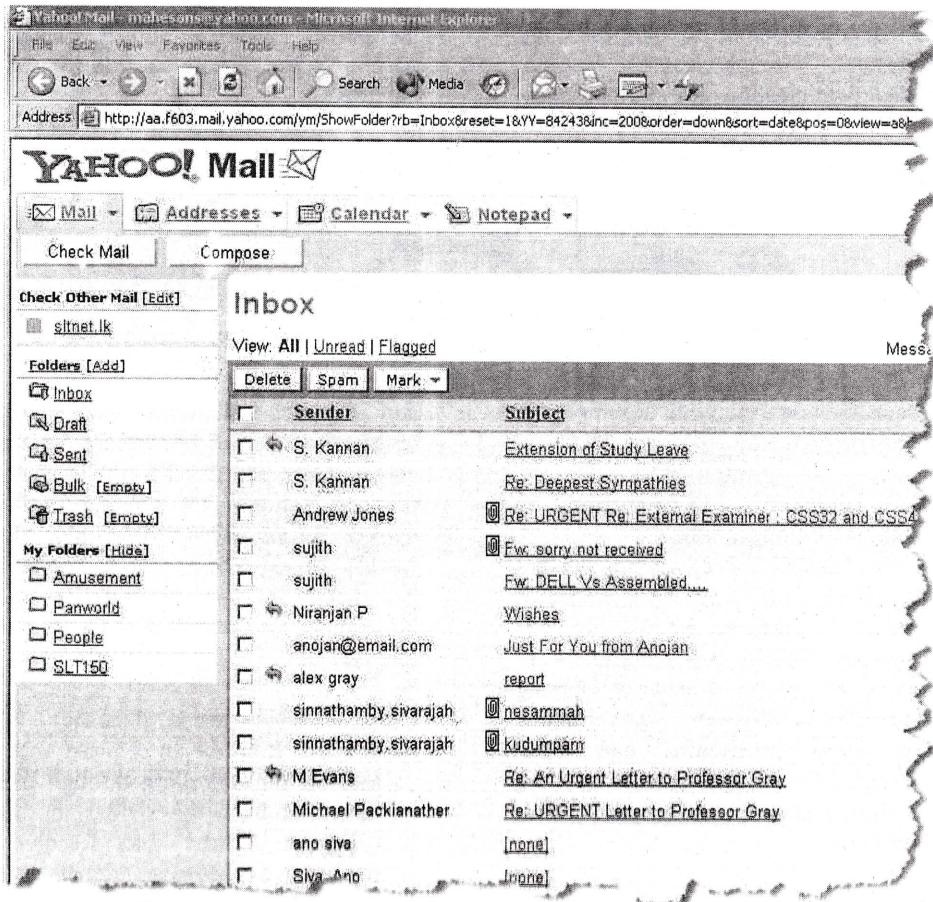 Yahoo! Mail - mahesans@yahoo.com - Microsoft Internet Explorer
File Edit View Favorites Tools Help
Back Search Media
Address http://aa.f603.mail.yahoo.com/ym/ShowFolder?rb=Inbox&reset=1&YY=84243&inc=200&order=down&sort=date&pos=0&view=a&
YAHOO! Mail
Mail Addresses Calendar Notepad
Check Mail Compose
Check Other Mail [Edit]
sltnet.lk
Folders [Add]
Inbox
Draft
Sent
Bulk [Empty]
Trash [Empty]
My Folders [Hide]
Amusement
Panworld
People
SLT150
Inbox
View: All | Unread | Flagged
Messa
Delete Spam Mark
Sender Subject
S. Kannan Extension of Study Leave
S. Kannan Re: Deepest Sympathies
Andrew Jones Re: URGENT Re: External Examiner : CSS32 and CSS4
sujith Fw: sorry not received
sujith Fw: DELL Vs Assembled....
Niranjan P Wishes
anojan@email.com Just For You from Anojan
alex gray report
sinnathamby.sivarajah nesammah
sinnathamby.sivarajah kudumpam
M Evans Re: An Urgent Letter to Professor Gray
Michael Packianather Re: URGENT Letter to Professor Gray
ano siva [none]
Siva, Ano [none]